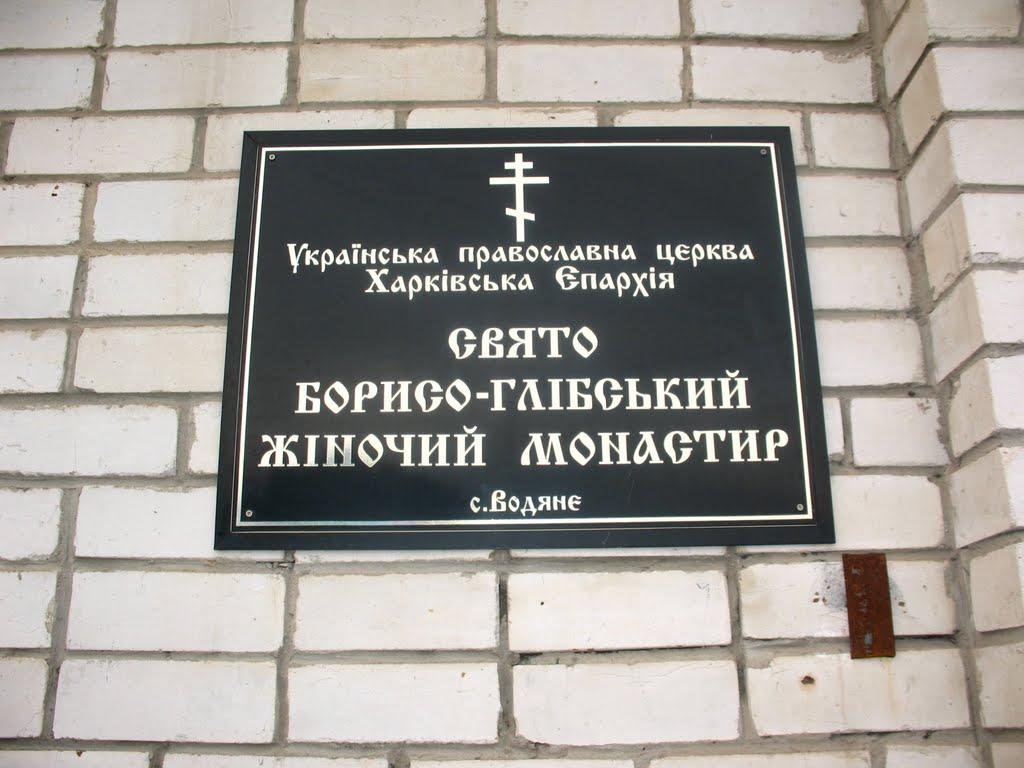 Українська православна церква
Харківська Єпархія
СВЯТО
БОРИСО-ГЛІБСЬКИЙ
ЖІНОЧИЙ МОНАСТИР
с.Водяне